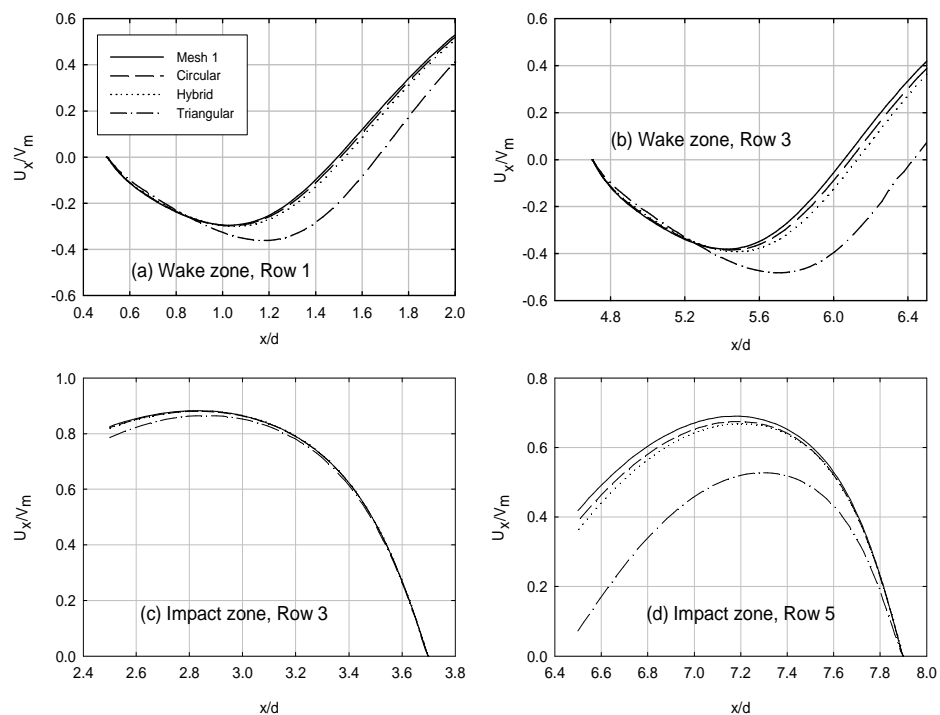 0.6
0.4
0.2
0.0
-0.2
-0.4
-0.6
U_x/V_m
Mesh 1
Circular
Hybrid
Triangular
(a) Wake zone, Row 1
0.4 0.6 0.8 1.0 1.2 1.4 1.6 1.8 2.0
x/d
0.6
0.4
0.2
0.0
-0.2
-0.4
-0.6
U_x/V_m
(b) Wake zone, Row 3
4.8 5.2 5.6 6.0 6.4
x/d
1.0
0.8
0.6
0.4
0.2
0.0
U_x/V_m
(c) Impact zone, Row 3
2.4 2.6 2.8 3.0 3.2 3.4 3.6 3.8
x/d
0.8
0.6
0.4
0.2
0.0
U_x/V_m
(d) Impact zone, Row 5
6.4 6.6 6.8 7.0 7.2 7.4 7.6 7.8 8.0
x/d